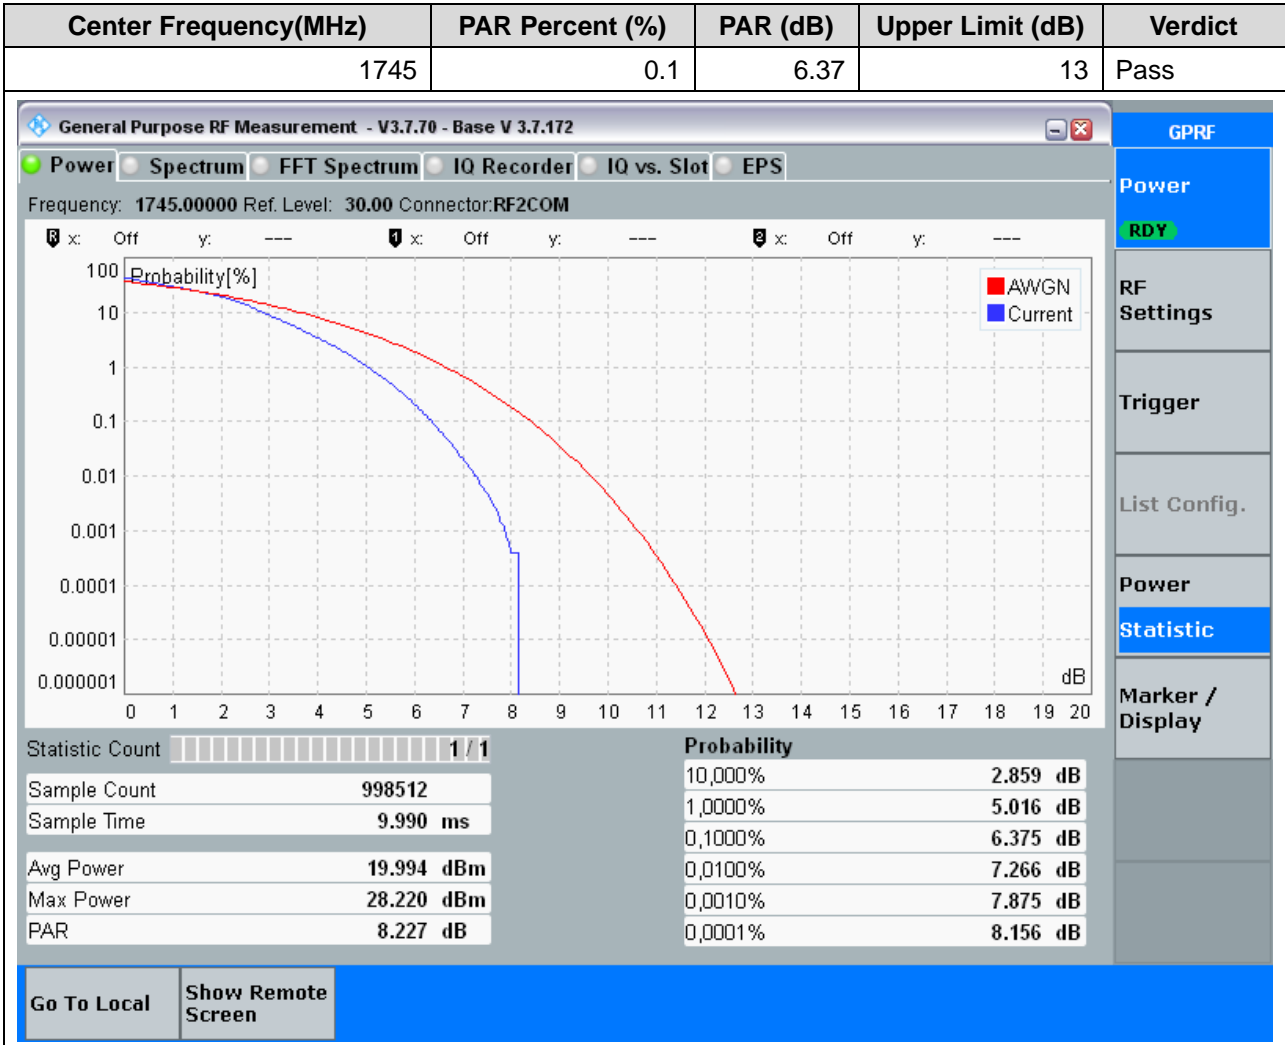 Center Frequency(MHz) PAR Percent (%) PAR (dB) Upper Limit (dB) Verdict
1745 0.1 6.37 13 Pass
General Purpose RF Measurement - V3.7.70 - Base V 3.7.172
GPRF
Power Spectrum FFT Spectrum IQ Recorder IQ vs. Slot EPS
Frequency: 1745.00000 Ref. Level: 30.00 Connector:RF2COM
R x: Off y: --- 1 x: Off y: --- 2 x: Off y: ---
Probability[%]
AWGN
Current
100
10
1
0.1
0.01
0.001
0.0001
0.00001
0.000001
dB
0 1 2 3 4 5 6 7 8 9 10 11 12 13 14 15 16 17 18 19 20
Statistic Count 1 / 1
Sample Count 998512
Sample Time 9.990 ms
Avg Power 19.994 dBm
Max Power 28.220 dBm
PAR 8.227 dB
Probability
10,000% 2.859 dB
1,0000% 5.016 dB
0,1000% 6.375 dB
0,0100% 7.266 dB
0,0010% 7.875 dB
0,0001% 8.156 dB
Power
RDY
RF
Settings
Trigger
List Config.
Power
Statistic
Marker /
Display
Go To Local
Show Remote
Screen